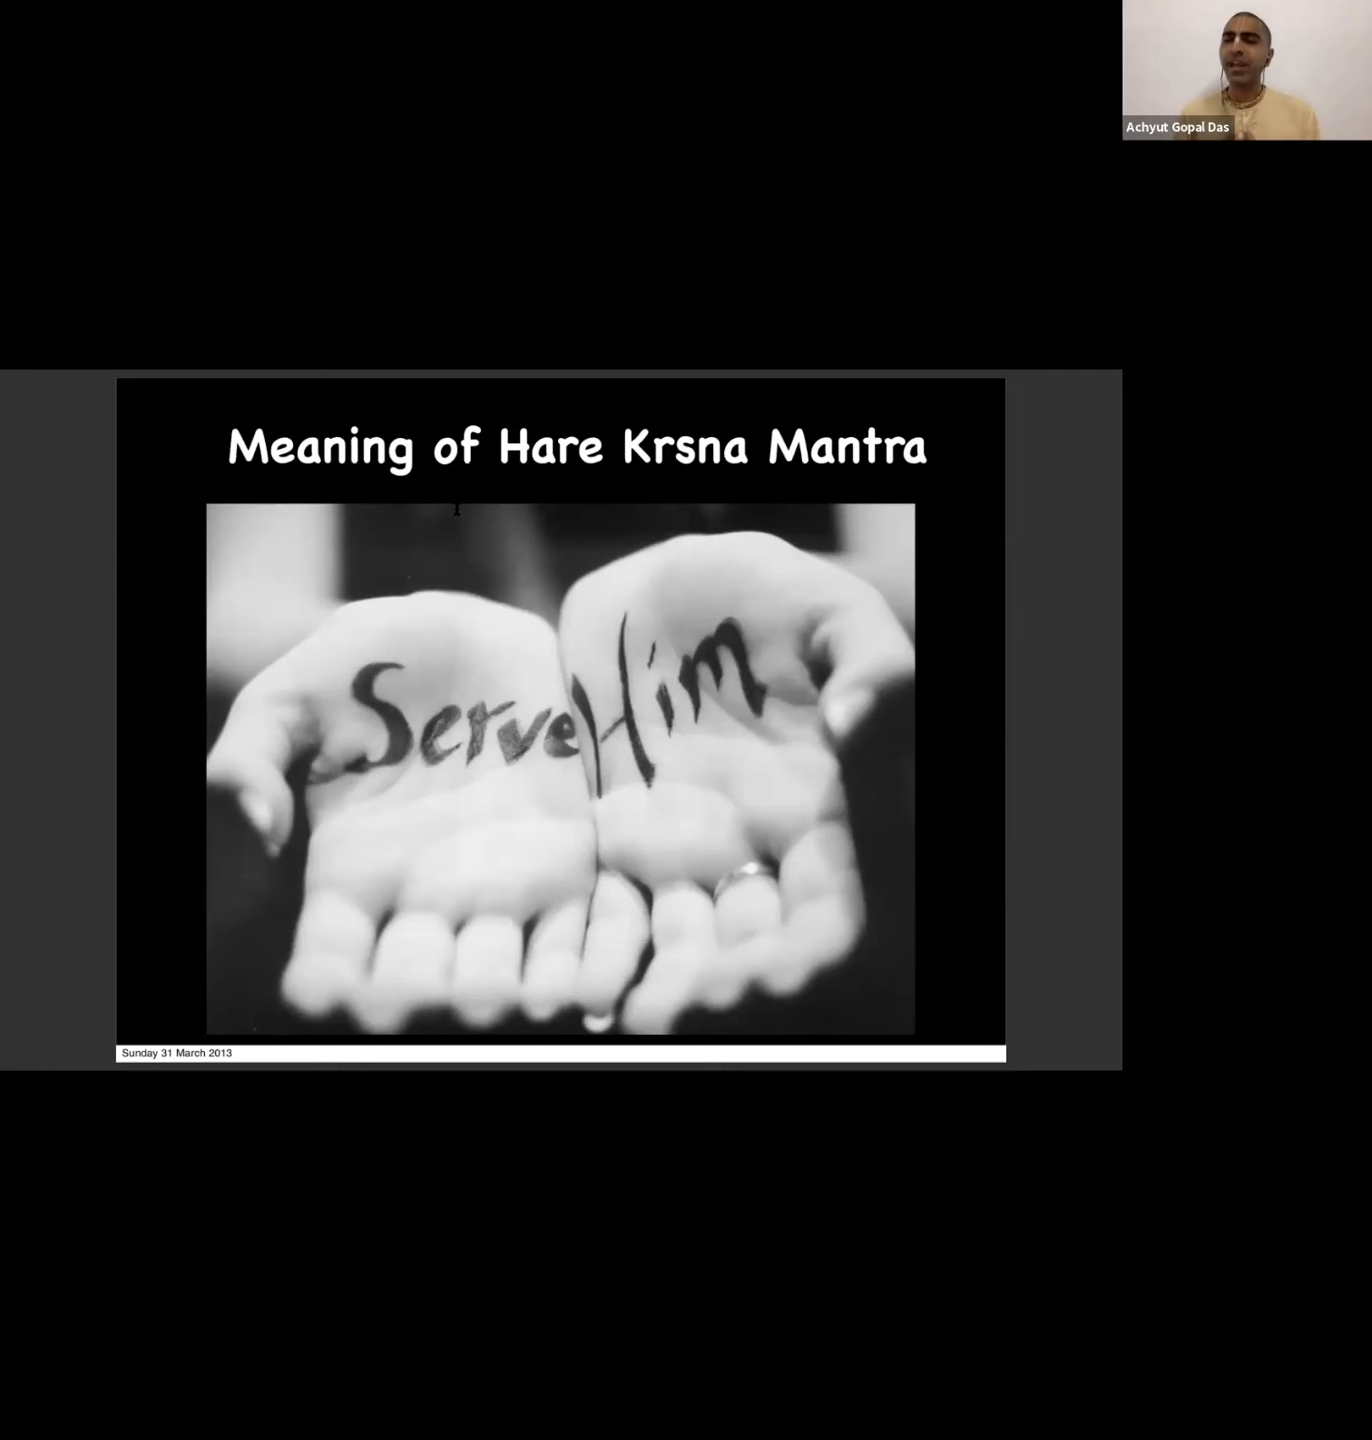 Achyut Gopal Das
Meaning of Hare Krsna Mantra
Serve Him
Sunday 31 March 2013